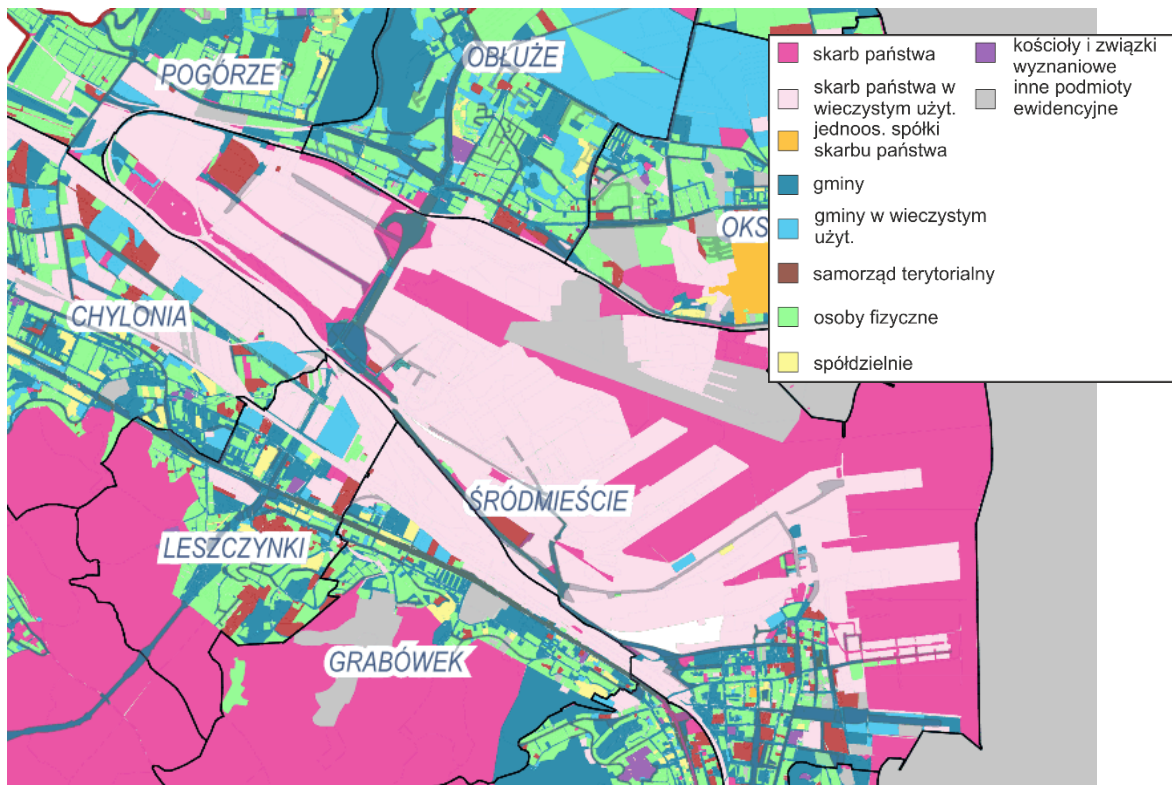 POGÓRZE
OBŁUŻE
OKS
CHYLONIA
ŚRÓDMIEŚCIE
LESZCZYNKI
GRABÓWEK
skarb państwa
skarb państwa w
wieczystym użyt.
jednoos. spółki
skarbu państwa
gminy
gminy w wieczystym
użyt.
samorząd terytorialny
osoby fizyczne
spółdzielnie
kościoły i związki
wyznaniowe
inne podmioty
ewidencyjne